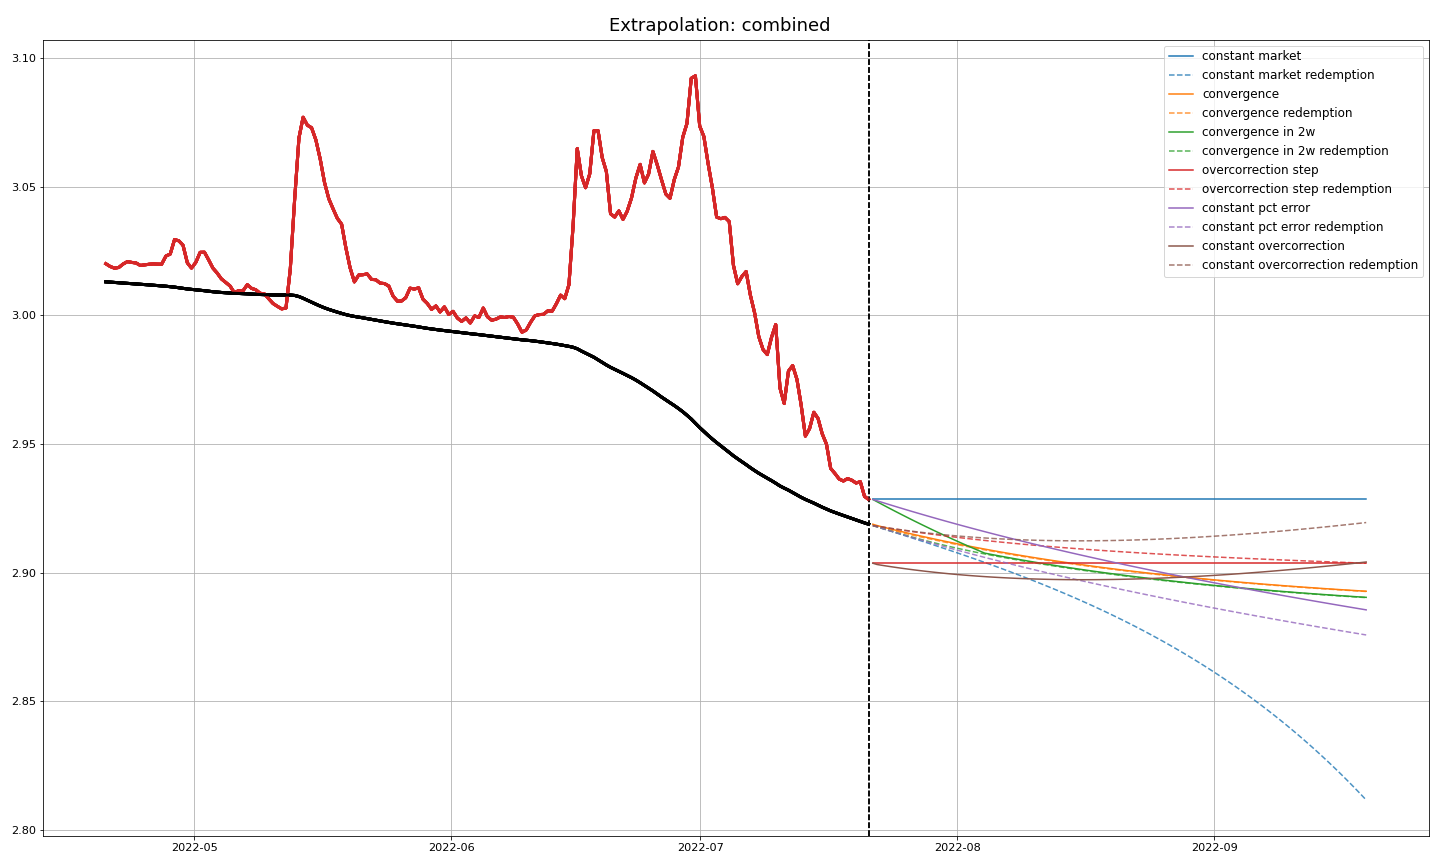 Extrapolation: combined
3.10
3.05
3.00
2.95
2.90
2.85
2.80
constant market
constant market redemption
convergence
convergence redemption
convergence in 2w
convergence in 2w redemption
overcorrection step
overcorrection step redemption
constant pct error
constant pct error redemption
constant overcorrection
constant overcorrection redemption
2022-05
2022-06
2022-07
2022-08
2022-09